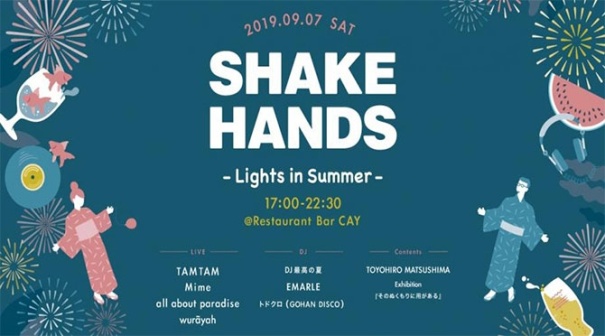 2019.09.07 SAT
SHAKE
HANDS
- Lights in Summer -
17:00-22:30
@Restaurant Bar CAY
LIVE
TAMTAM
Mime
all about paradise
wurāyah
DJ
DJ最高の夏
EMARLE
トドクロ (GOHAN DISCO)
Contents
TOYOHIRO MATSUSHIMA
Exhibition
「そのぬくもりに用がある」